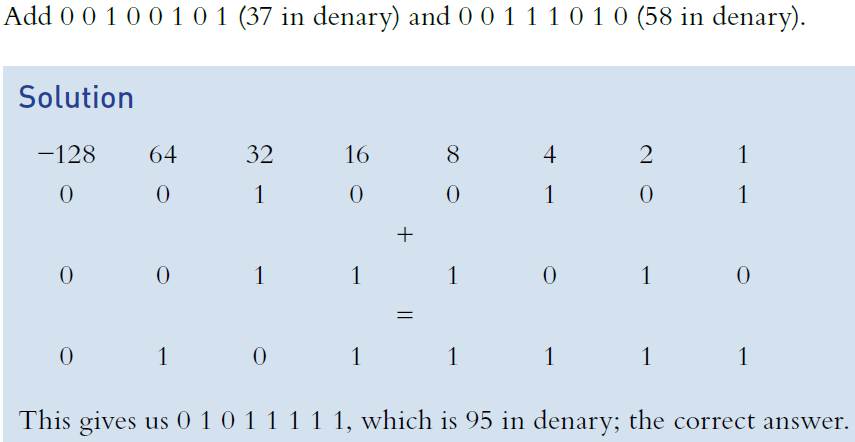 Add 0 0 1 0 0 1 0 1 (37 in denary) and 0 0 1 1 1 0 1 0 (58 in denary).
Solution
−128 64 32 16 8 4 2 1
0 0 1 0 0 1 0 1
+
0 0 1 1 1 0 1 0
=
0 1 0 1 1 1 1 1
This gives us 0 1 0 1 1 1 1 1, which is 95 in denary; the correct answer.